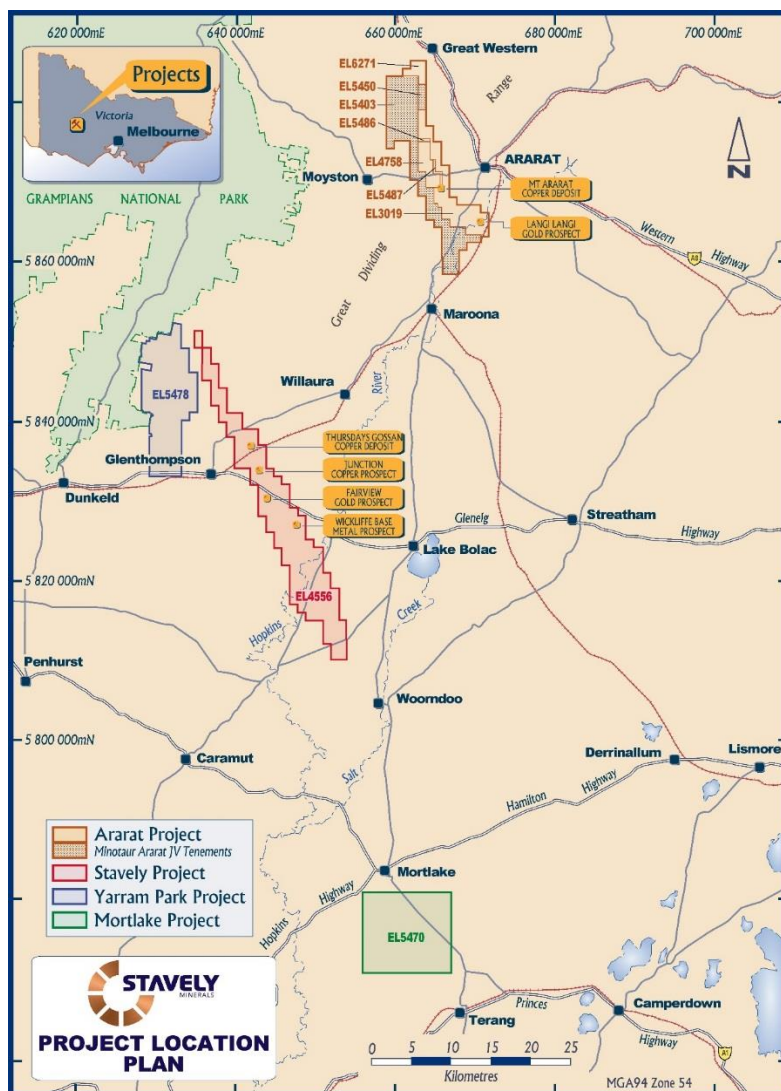 620 000mE
640 000mE
660 000mE
680 000mE
700 000mE
Projects
Victoria
Melbourne
Great Western
EL6271
EL5450
EL5403
EL5486
EL4758
EL5487
EL3019
Range
ARARAT
Moyston
MT ARARAT
COPPER DEPOSIT
LANGI LANGI
GOLD PROSPECT
N
GRAMPIANS NATIONAL PARK
Western
Highway
A8
5 860 000mN
Great Dividing
Maroona
River
Willaura
EL5478
5 840 000mN
THURSDAYS GOSSAN
COPPER DEPOSIT
Glenthompson
JUNCTION
COPPER PROSPECT
Dunkeld
FAIRVIEW
GOLD PROSPECT
WICKLIFFE BASE
METAL PROSPECT
Glenelg
Streatham
Highway
Lake Bolac
5 820 000mN
EL4556
Hopkins
Creek
Penhurst
Woorndoo
5 800 000mN
Caramut
Salt
Derrinallum
Lismore
Hamilton
Highway
Ararat Project
Minotaur Ararat JV Tenements
Stavely Project
Yarram Park Project
Mortlake Project
Mortlake
Hopkins
Highway
EL5470
STAVELY
MINERALS
PROJECT LOCATION
PLAN
Terang
Princes
Camperdown
Highway
A1
0 5 10 15 20 25
Kilometres
MGA94 Zone 54